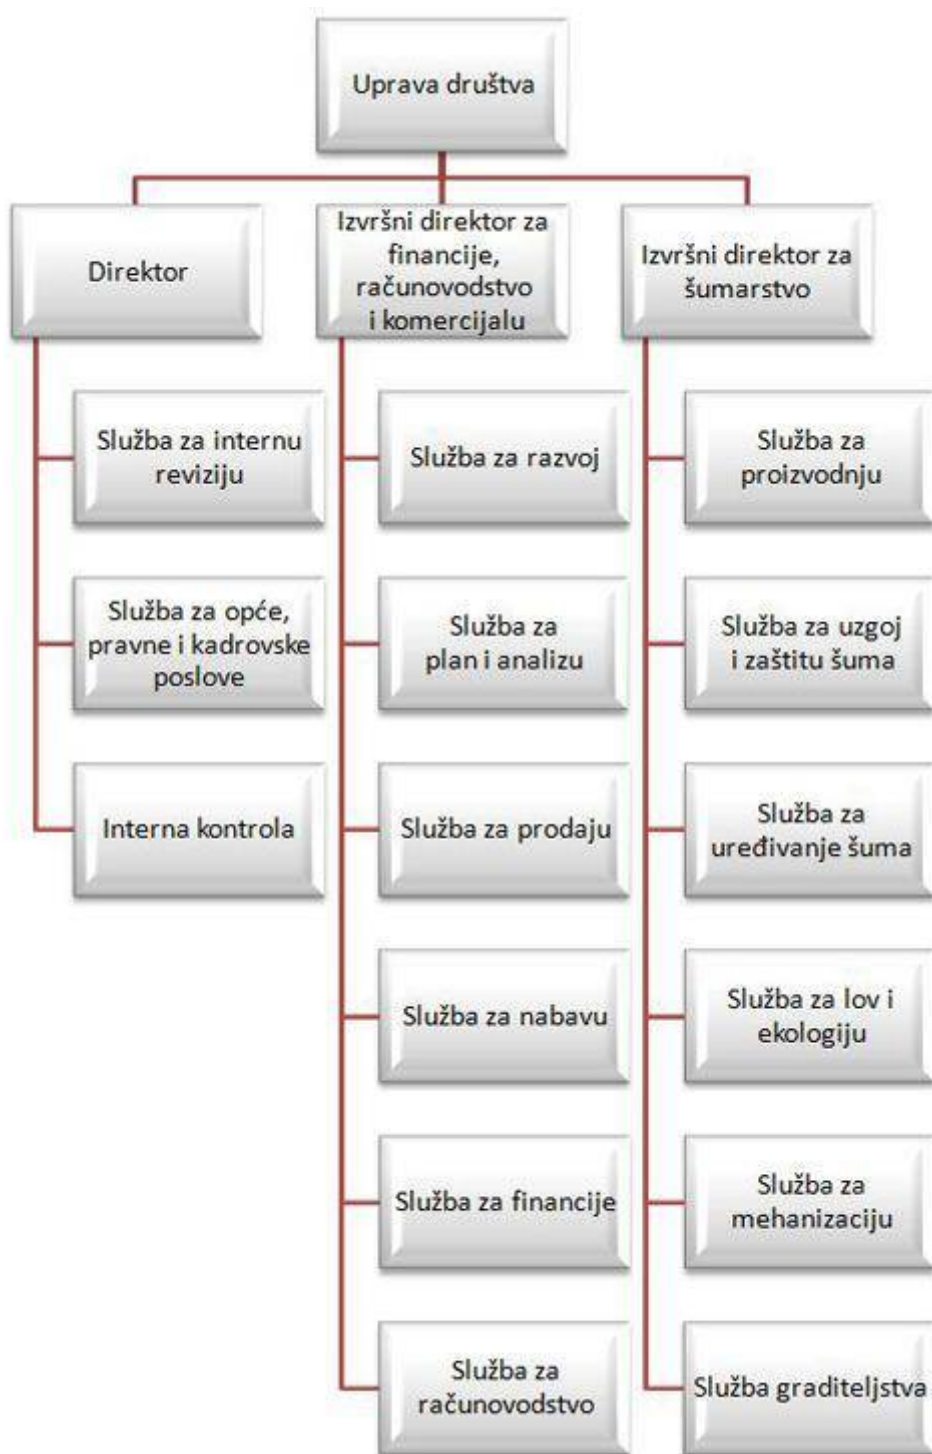 Uprava društva
Direktor
Izvršni direktor za
financije,
računovodstvo
i komercijalu
Izvršni direktor za
šumarstvo
Služba za internu
reviziju
Služba za opće,
pravne i kadrovske
poslove
Interna kontrola
Služba za razvoj
Služba za
plan i analizu
Služba za prodaju
Služba za nabavu
Služba za financije
Služba za
računovodstvo
Služba za
proizvodnju
Služba za uzgoj
i zaštitu šuma
Služba za
uređivanje šuma
Služba za lov i
ekologiju
Služba za
mehanizaciju
Služba graditeljstva